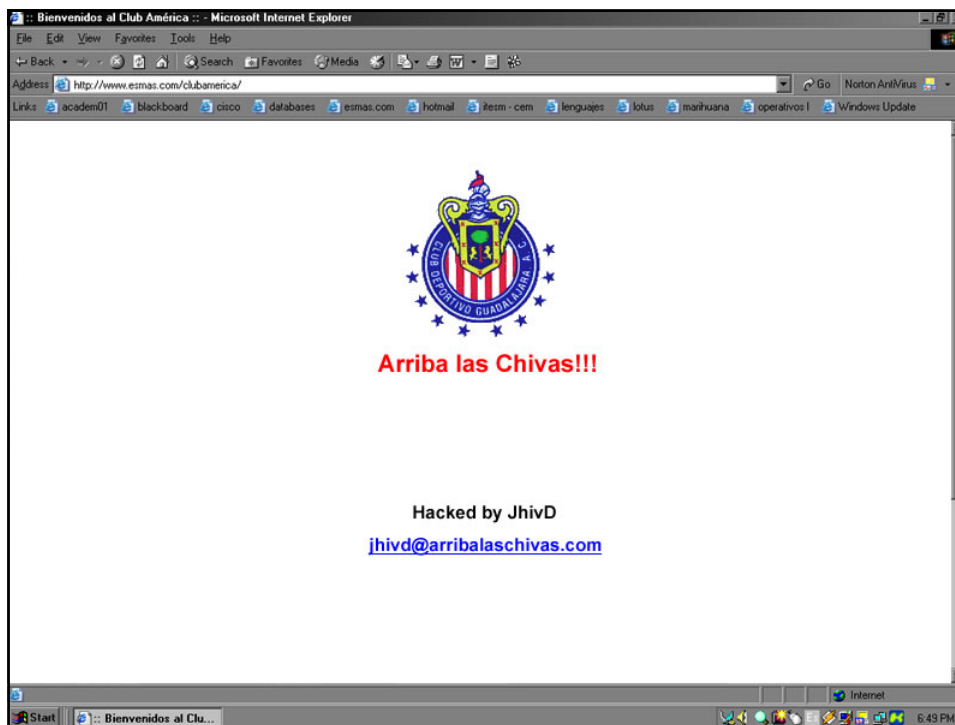 :: Bienvenidos al Club América :: - Microsoft Internet Explorer
File Edit View Favorites Tools Help
Back Search Favorites Media
Address http://www.esmas.com/clubamerica/ Go Norton AntiVirus
Links academ01 blackboard cisco databases esmas.com hotmail itesm - cem lenguajes lotus marihuana operativos I Windows Update
CLUB DEPORTIVO GUADALAJARA. A. C.
Arriba las Chivas!!!
Hacked by JhivD
jhivd@arribalaschivas.com
Internet
Start :: Bienvenidos al Clu... 6:49 PM